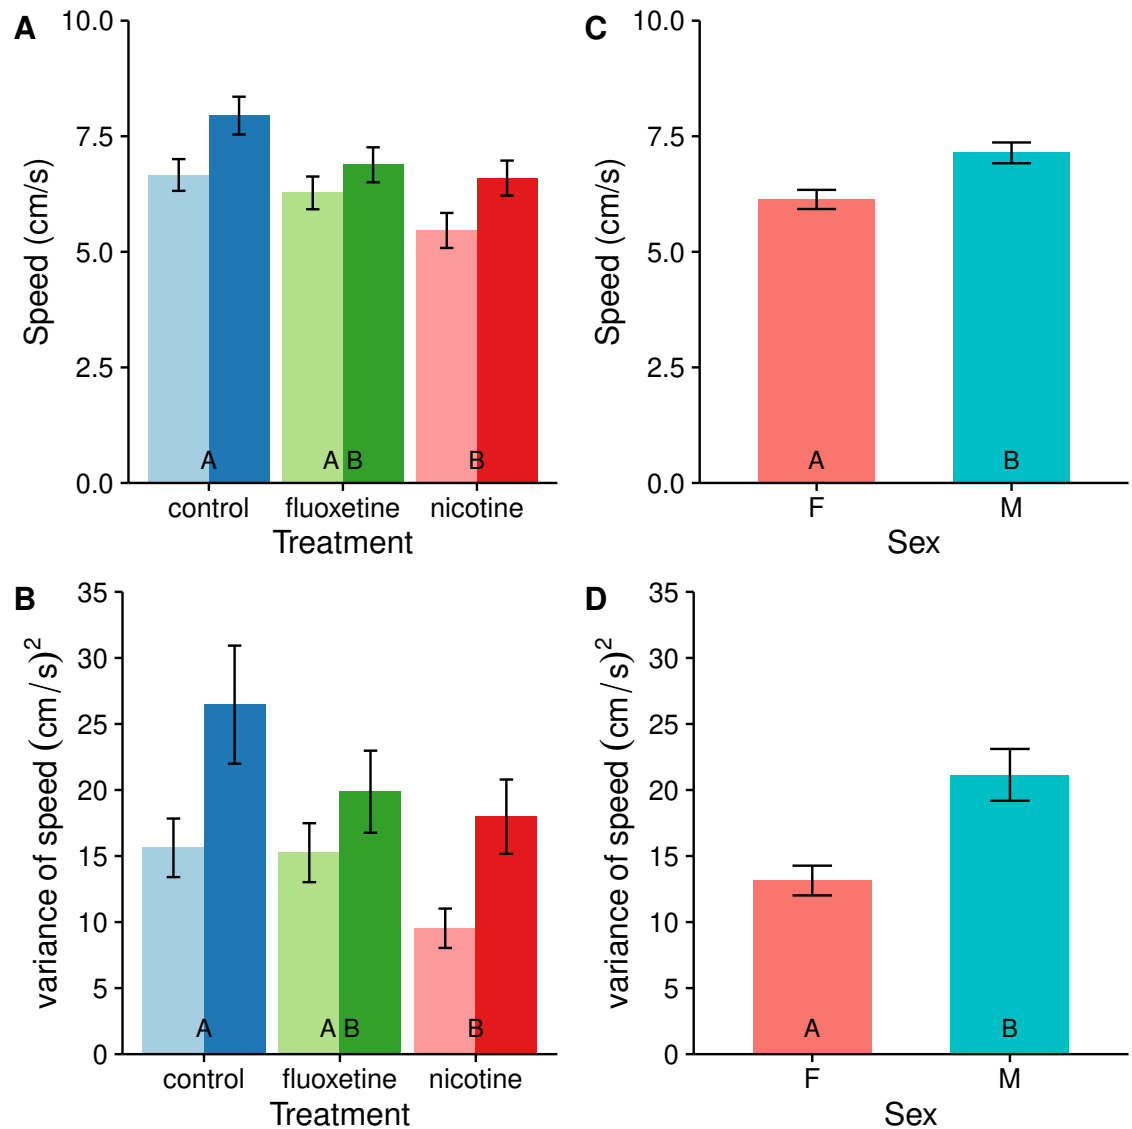 A
10.0
7.5
5.0
2.5
0.0
Speed (cm/s)
A
A B
B
control fluoxetine nicotine
Treatment
C
10.0
7.5
5.0
2.5
0.0
Speed (cm/s)
A
B
F M
Sex
B
35
30
25
20
15
10
5
0
variance of speed (cm/s)²
A
A B
B
control fluoxetine nicotine
Treatment
D
35
30
25
20
15
10
5
0
variance of speed (cm/s)²
A
B
F M
Sex